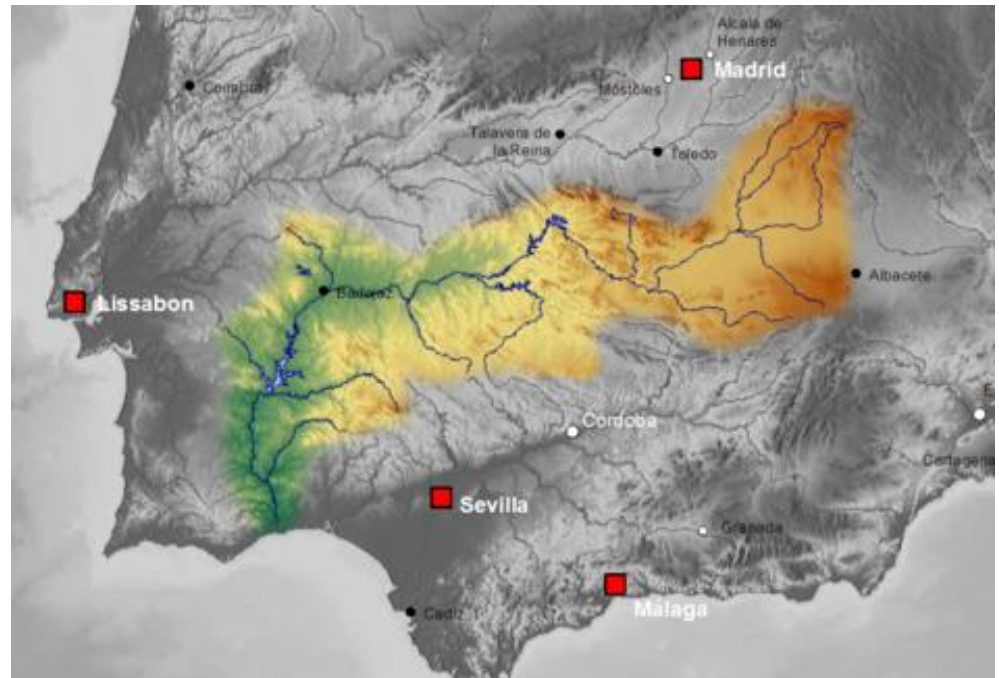 Alcalá de
Henares
Madrid
Móstoles
Coimbra
Talavera de
la Reina
Toledo
Albacete
Badajoz
Lissabon
Córdoba
Cartagena
Sevilla
Granada
Málaga
Cadiz